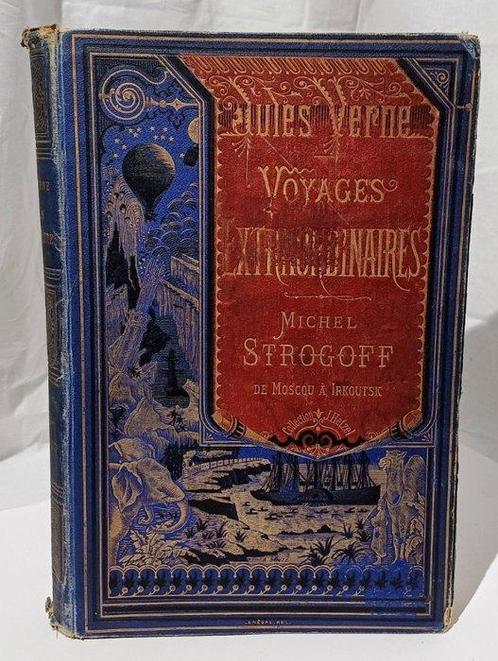 Jules Verne
Voyages
Extraordinaires
Michel
Strogoff
de Moscou à Irkoutsk
Collection J. Hetzel